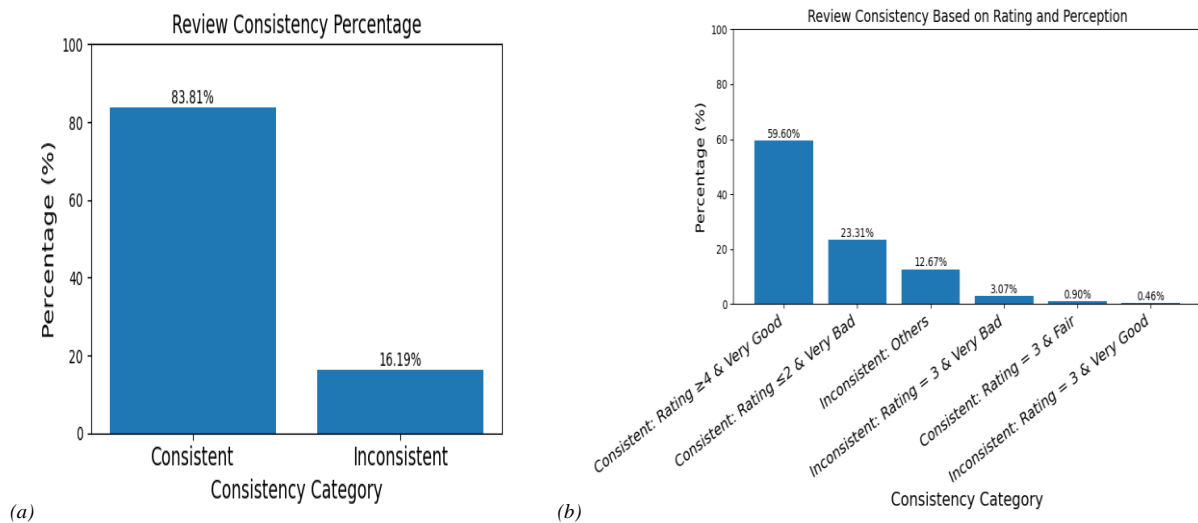 Review Consistency Percentage
Percentage (%)
100
80
60
40
20
0
83.81%
16.19%
Consistent
Inconsistent
Consistency Category
(a)
Review Consistency Based on Rating and Perception
Percentage (%)
100
80
60
40
20
0
59.60%
23.31%
12.67%
3.07%
0.90%
0.46%
Consistent: Rating ≥4 & Very Good
Consistent: Rating ≤2 & Very Bad
Inconsistent: Others
Inconsistent: Rating = 3 & Very Bad
Consistent: Rating = 3 & Fair
Inconsistent: Rating = 3 & Very Good
Consistency Category
(b)